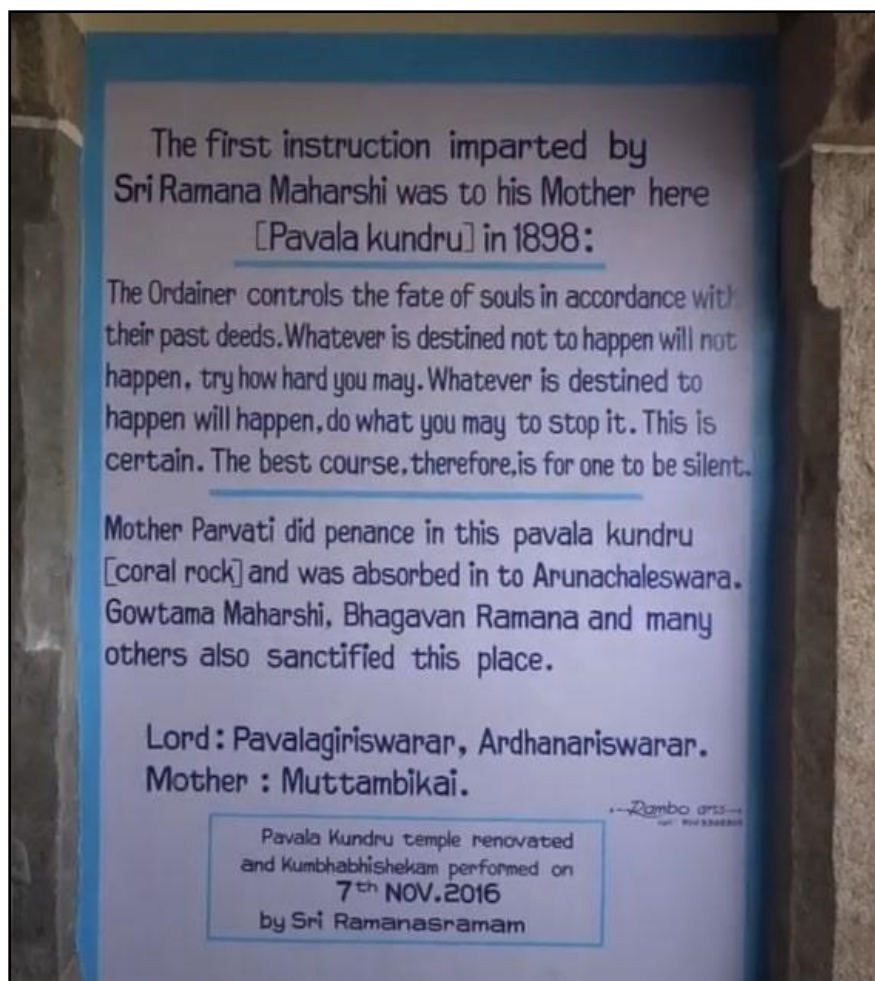 The first instruction imparted by
Sri Ramana Maharshi was to his Mother here
[Pavala kundru] in 1898:
The Ordainer controls the fate of souls in accordance with
their past deeds. Whatever is destined not to happen will not
happen, try how hard you may. Whatever is destined to
happen will happen, do what you may to stop it. This is
certain. The best course, therefore, is for one to be silent.
Mother Parvati did penance in this pavala kundru
[coral rock] and was absorbed in to Arunachaleswara.
Gowtama Maharshi, Bhagavan Ramana and many
others also sanctified this place.
Lord : Pavalagiriswarar, Ardhanariswarar.
Mother : Muttambikai.
Rambo arss
Pavala Kundru temple renovated
and Kumbhabhishekam performed on
7th NOV.2016
by Sri Ramanasramam